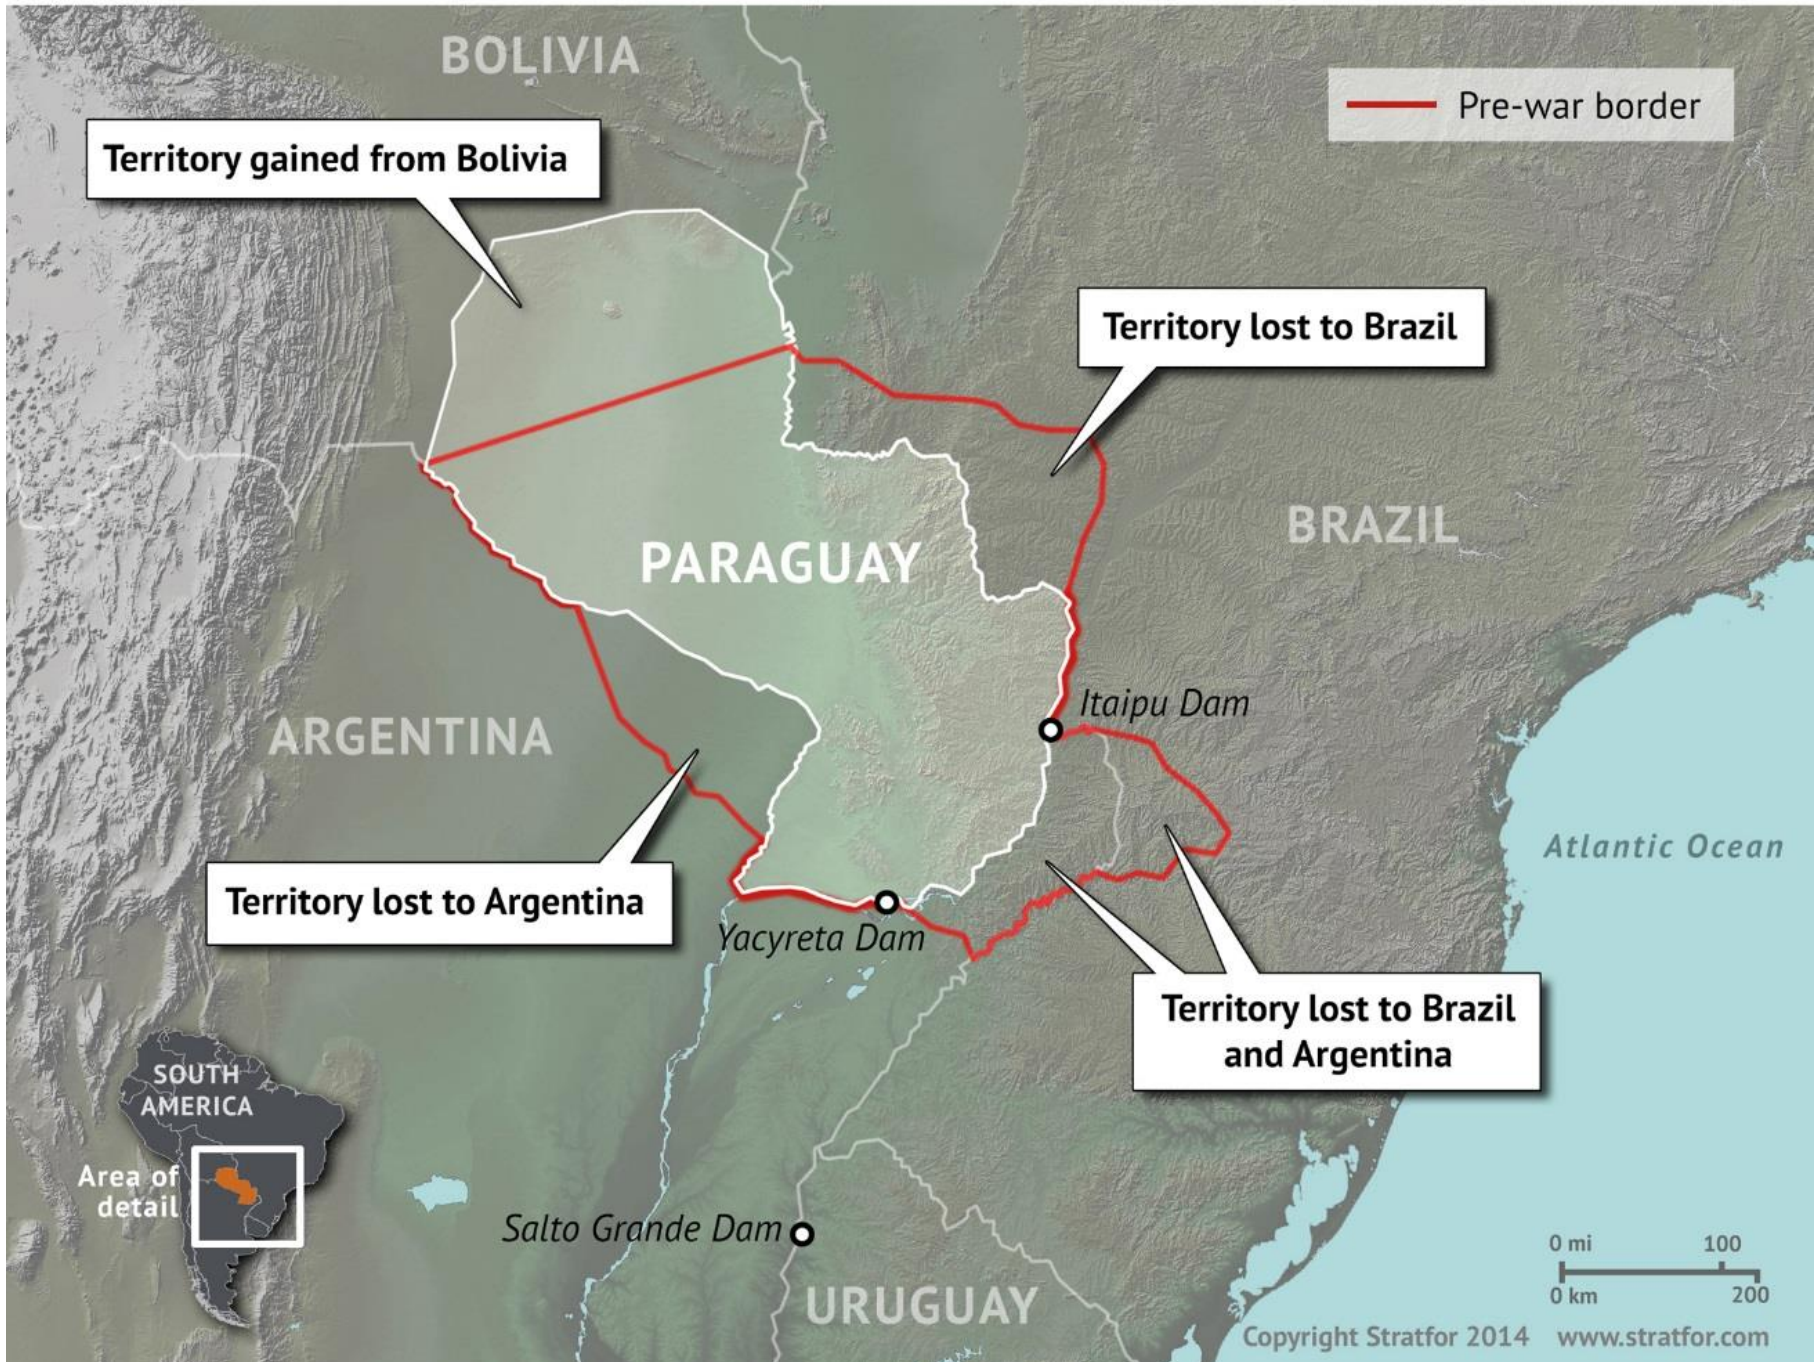 BOLIVIA
Pre-war border
Territory gained from Bolivia
Territory lost to Brazil
BRAZIL
PARAGUAY
Itaipu Dam
ARGENTINA
Atlantic Ocean
Territory lost to Argentina
Yacyreta Dam
Territory lost to Brazil
and Argentina
SOUTH
AMERICA
Area of
detail
Salto Grande Dam
URUGUAY
0 mi 100
0 km 200
Copyright Stratfor 2014 www.stratfor.com